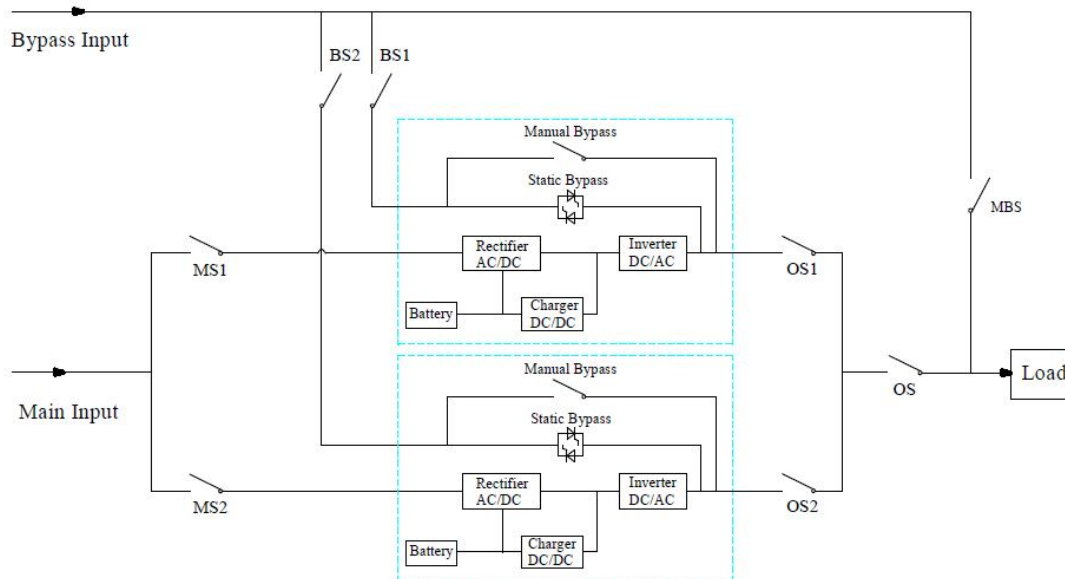 Bypass Input
BS2
BS1
Manual Bypass
Static Bypass
MBS
Rectifier
AC/DC
Inverter
DC/AC
MS1
OS1
Battery
Charger
DC/DC
Manual Bypass
Load
OS
Main Input
Static Bypass
Rectifier
AC/DC
Inverter
DC/AC
MS2
OS2
Battery
Charger
DC/DC